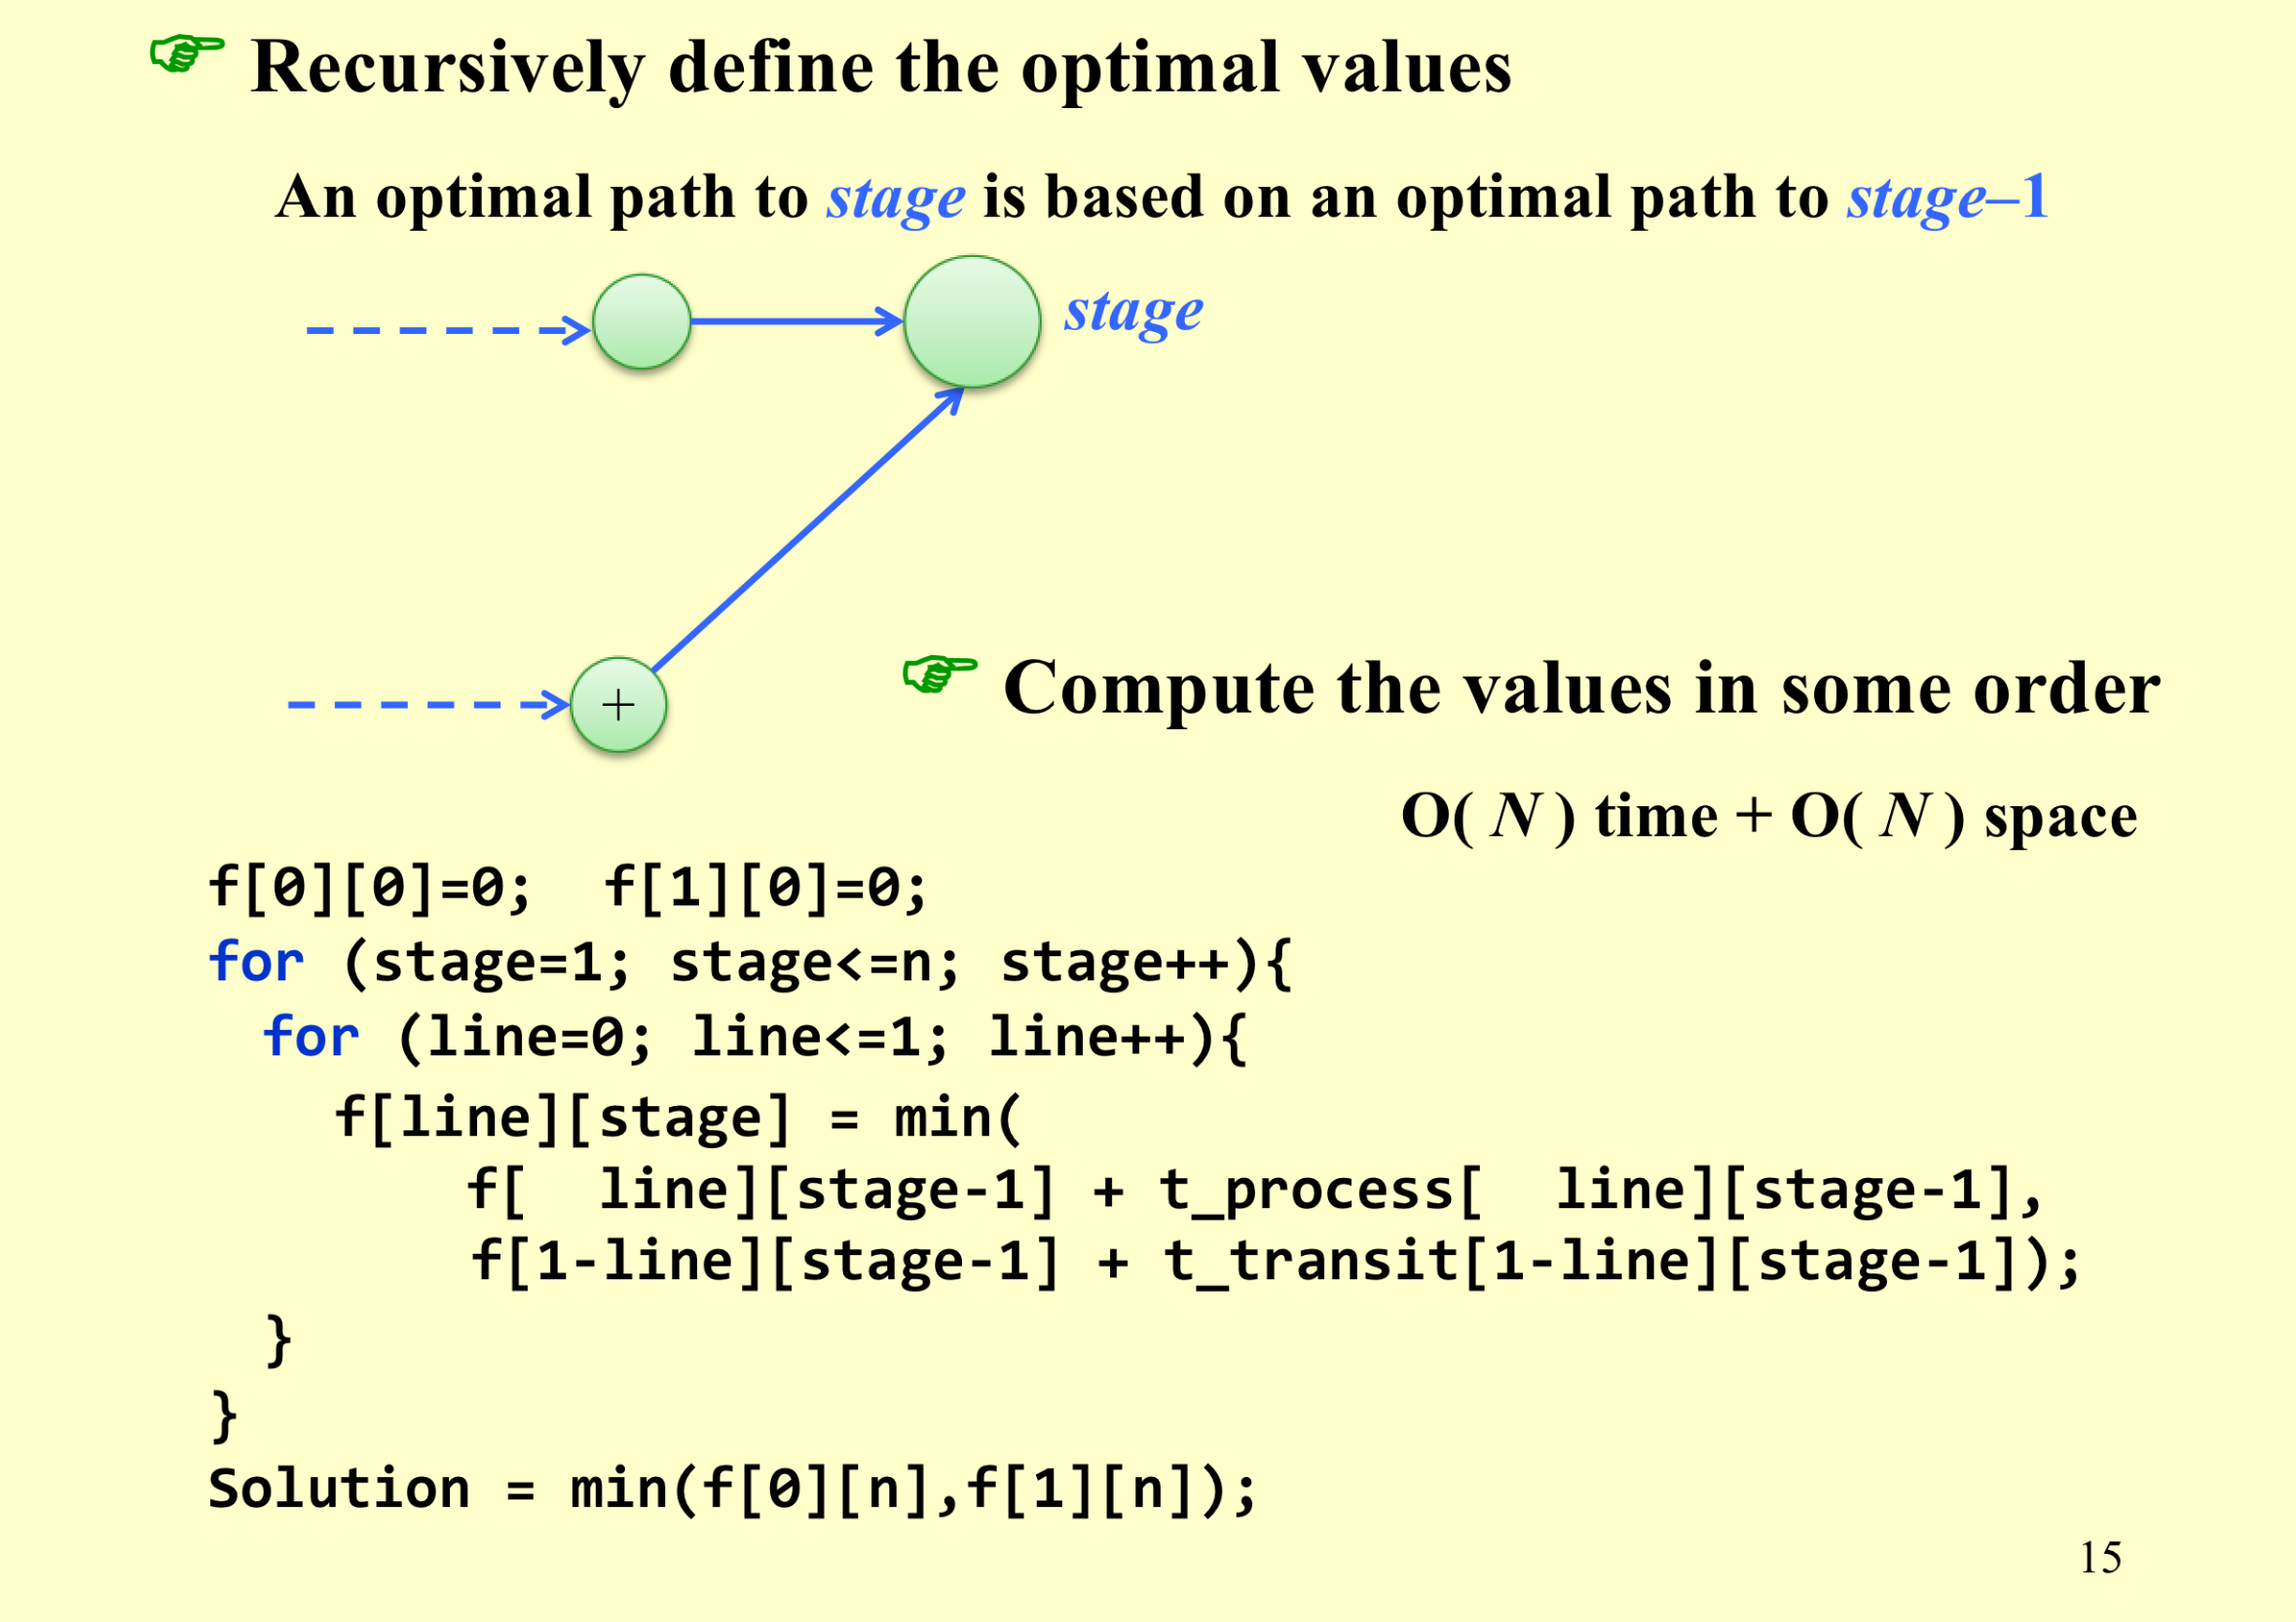 ☞ Recursively define the optimal values
An optimal path to stage is based on an optimal path to stage–1
stage
+
☞ Compute the values in some order
O( N ) time + O( N ) space
f[0][0]=0;  f[1][0]=0;
for (stage=1; stage<=n; stage++){
  for (line=0; line<=1; line++){
    f[line][stage] = min(
        f[  line][stage-1] + t_process[  line][stage-1],
        f[1-line][stage-1] + t_transit[1-line][stage-1]);
  }
}
Solution = min(f[0][n],f[1][n]);
15